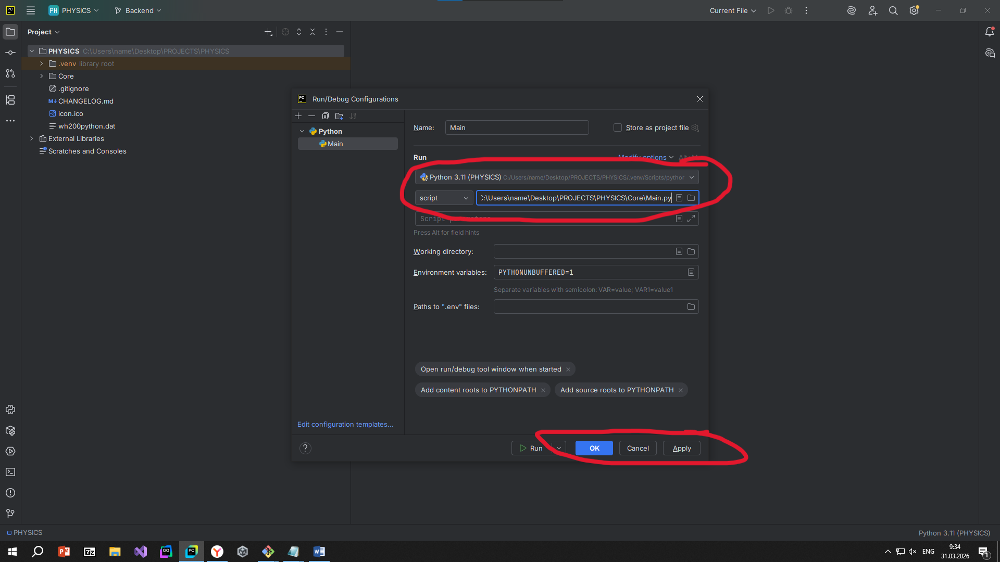 PC
PH PHYSICS
Backend
Current File
Project
PHYSICS C:\Users\name\Desktop\PROJECTS\PHYSICS
.venv library root
Core
.gitignore
M↓ CHANGELOG.md
icon.ico
wh200python.dat
External Libraries
Scratches and Consoles
PC Run/Debug Configurations
Python
Main
Name: Main
Store as project file
Run
Modify options
Python 3.11 (PHYSICS) C:/Users/name/Desktop/PROJECTS/PHYSICS/.venv/Scripts/pythor
script
C:\Users\name\Desktop\PROJECTS\PHYSICS\Core\Main.py
Script parameters
Press Alt for field hints
Working directory:
Environment variables: PYTHONUNBUFFERED=1
Separate variables with semicolon: VAR=value; VAR1=value1
Paths to ".env" files:
Open run/debug tool window when started ×
Add content roots to PYTHONPATH × Add source roots to PYTHONPATH ×
Edit configuration templates...
? Run OK Cancel Apply
PHYSICS
Python 3.11 (PHYSICS)
7z GO PC Y W
ENG
9:34
31.03.2026
1